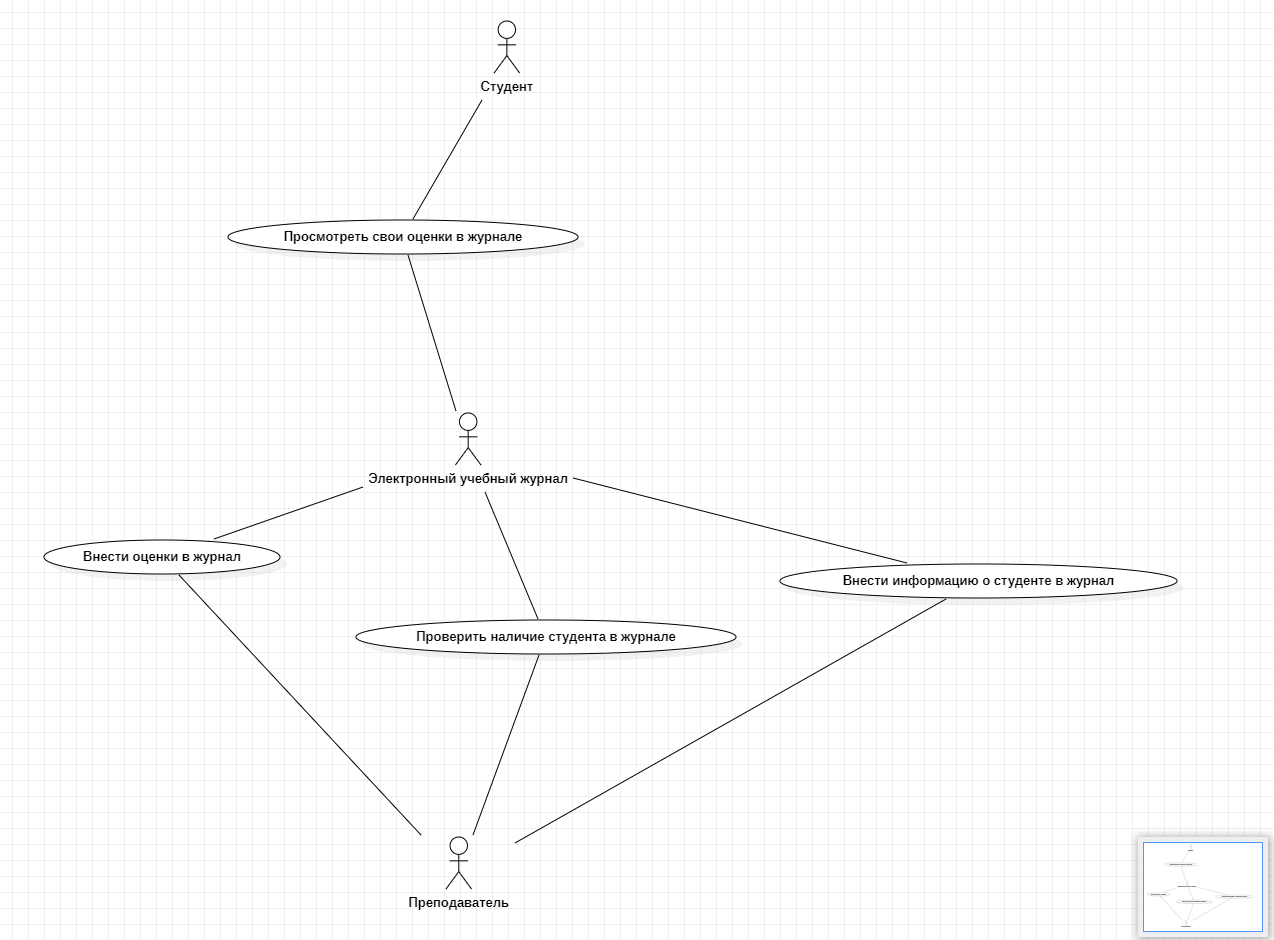 Студент
Просмотреть свои оценки в журнале
Электронный учебный журнал
Внести оценки в журнал
Внести информацию о студенте в журнал
Проверить наличие студента в журнале
Преподаватель